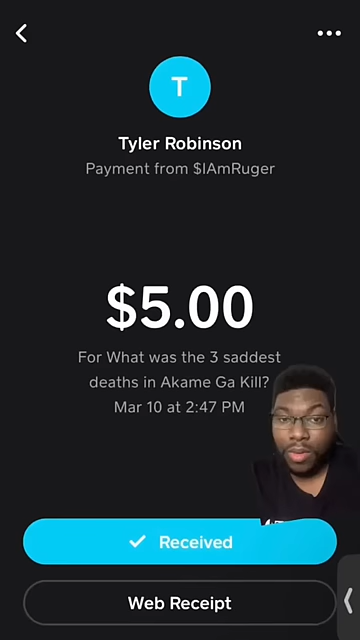 T
Tyler Robinson
Payment from $IAmRuger
$5.00
For What was the 3 saddest
deaths in Akame Ga Kill?
Mar 10 at 2:47 PM
Received
Web Receipt